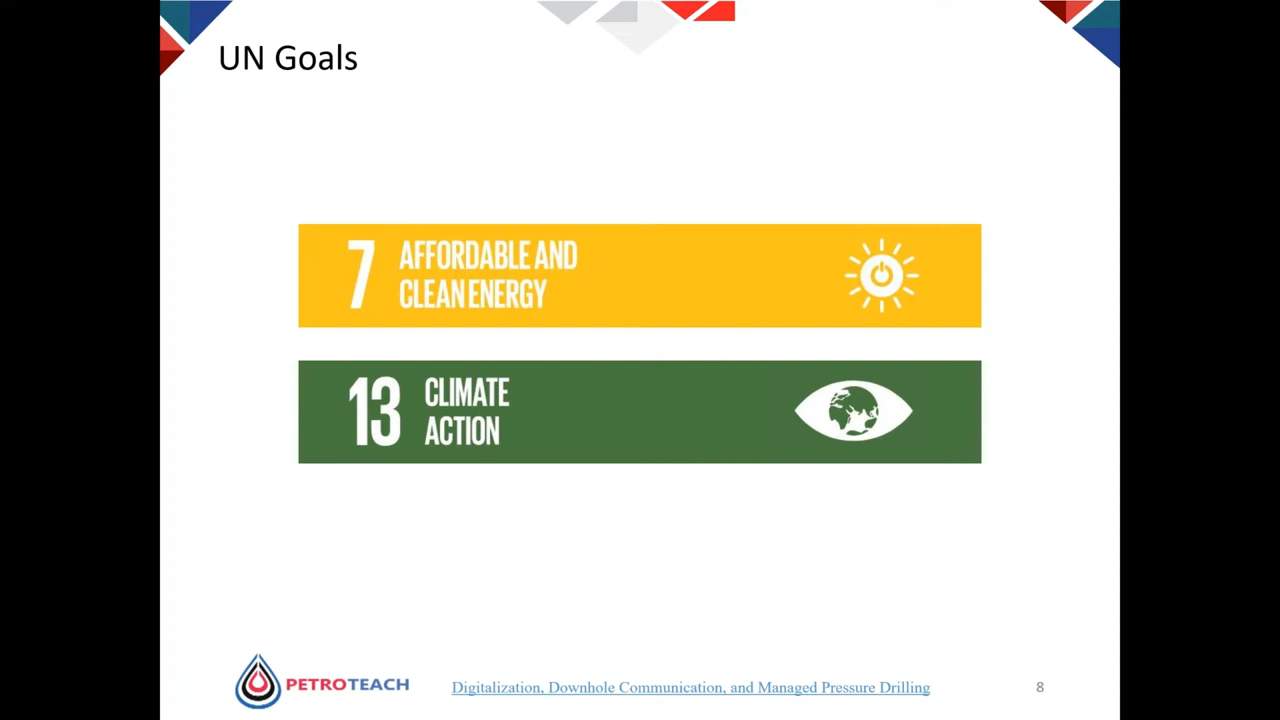 UN Goals
7 AFFORDABLE AND
CLEAN ENERGY
13 CLIMATE
ACTION
PETROTEACH
Digitalization, Downhole Communication, and Managed Pressure Drilling
8